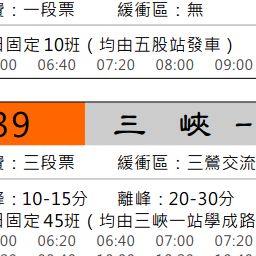 費：一段票 緩衝區：無
日固定 10班（均由五股站發車）
00 06:40 07:20 08:00 09:00
39 三 峽 -
費：三段票 緩衝區：三鶯交流
峰：10-15分 離峰：20-30分
日固定 45班（均由三峽一站學成路
00 06:20 06:40 07:00 07:20